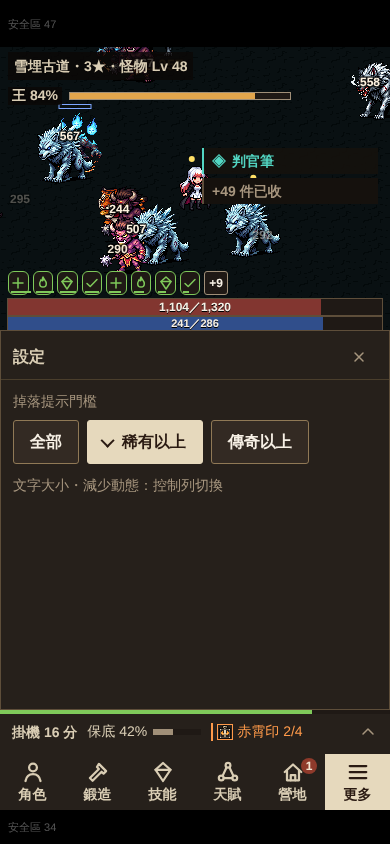 安全區 47
雪埋古道・3★・怪物 Lv 48
558
王 84%
567
判官筆
+49 件已收
295
244
507
290
+9
1,104／1,320
241／286
設定
掉落提示門檻
全部
稀有以上
傳奇以上
文字大小・減少動態：控制列切換
掛機 16 分
保底 42%
赤霄印 2/4
1
角色
鍛造
技能
天賦
營地
更多
安全區 34